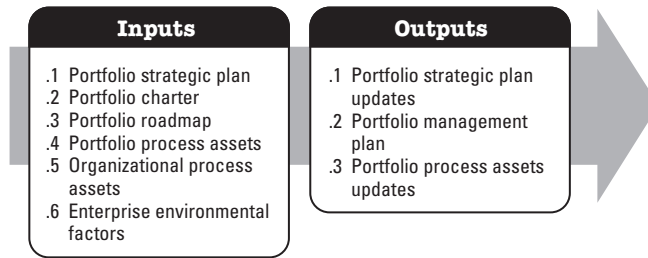 Inputs
.1 Portfolio strategic plan
.2 Portfolio charter
.3 Portfolio roadmap
.4 Portfolio process assets
.5 Organizational process
assets
.6 Enterprise environmental
factors
Outputs
.1 Portfolio strategic plan
updates
.2 Portfolio management
plan
.3 Portfolio process assets
updates